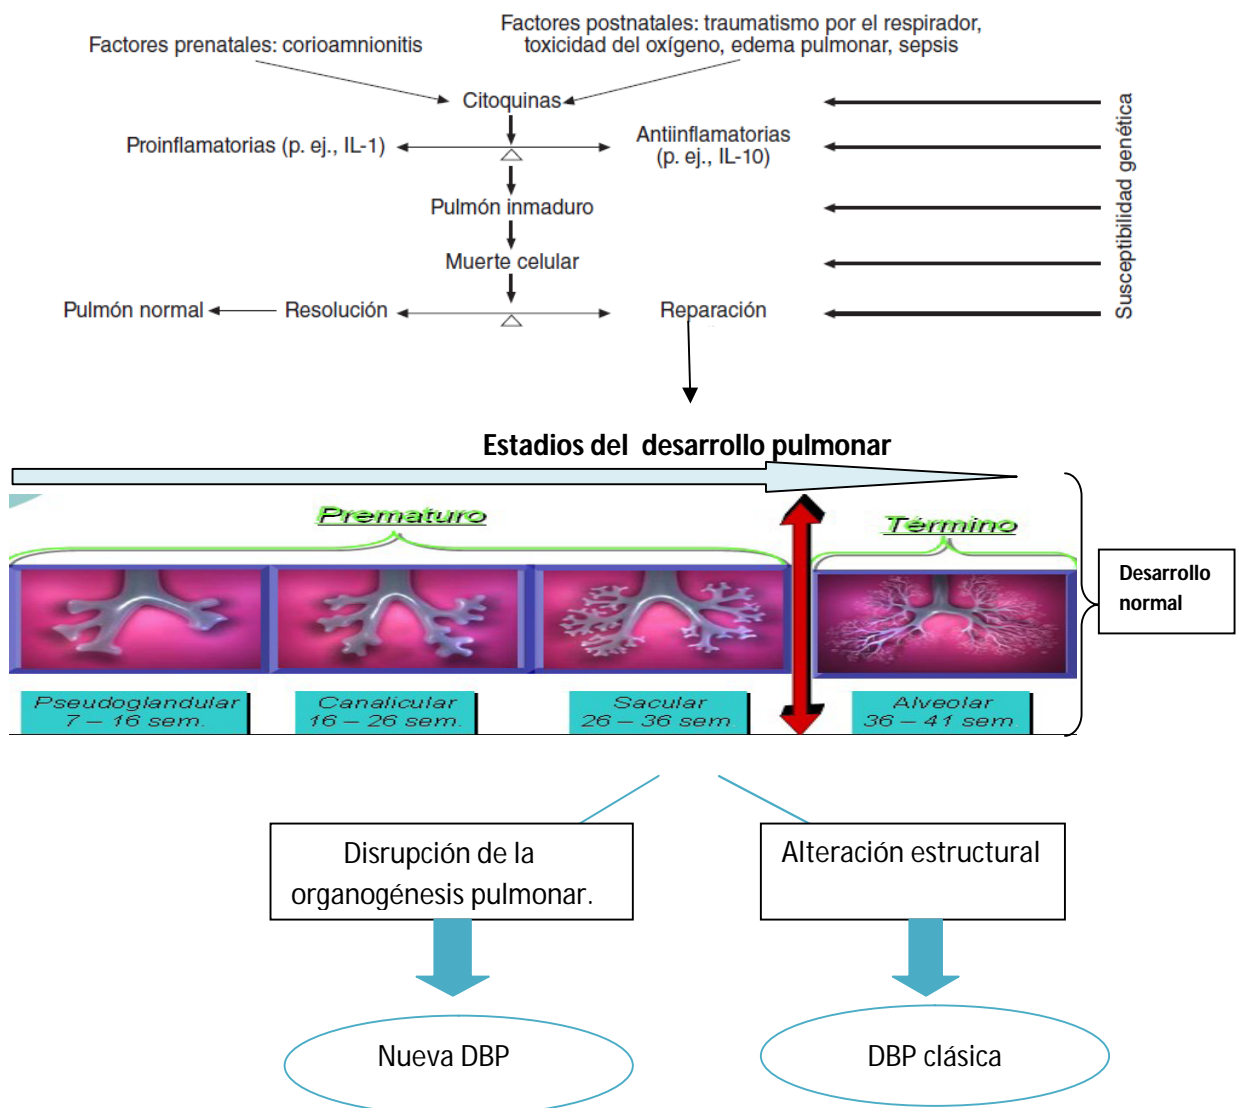 Factores prenatales: corioamnionitis
Factores postnatales: traumatismo por el respirador,
toxicidad del oxígeno, edema pulmonar, sepsis
Citoquinas
Proinflamatorias (p. ej., IL-1)
Antiinflamatorias
(p. ej., IL-10)
Pulmón inmaduro
Muerte celular
Pulmón normal
Resolución
Reparación
Susceptibilidad genética
Estadios del desarrollo pulmonar
Prematuro
Término
Desarrollo
normal
Pseudoglandular
7 – 16 sem.
Canalicular
16 – 26 sem.
Sacular
26 – 36 sem.
Alveolar
36 – 41 sem.
Disrupción de la
organogénesis pulmonar.
Alteración estructural
Nueva DBP
DBP clásica